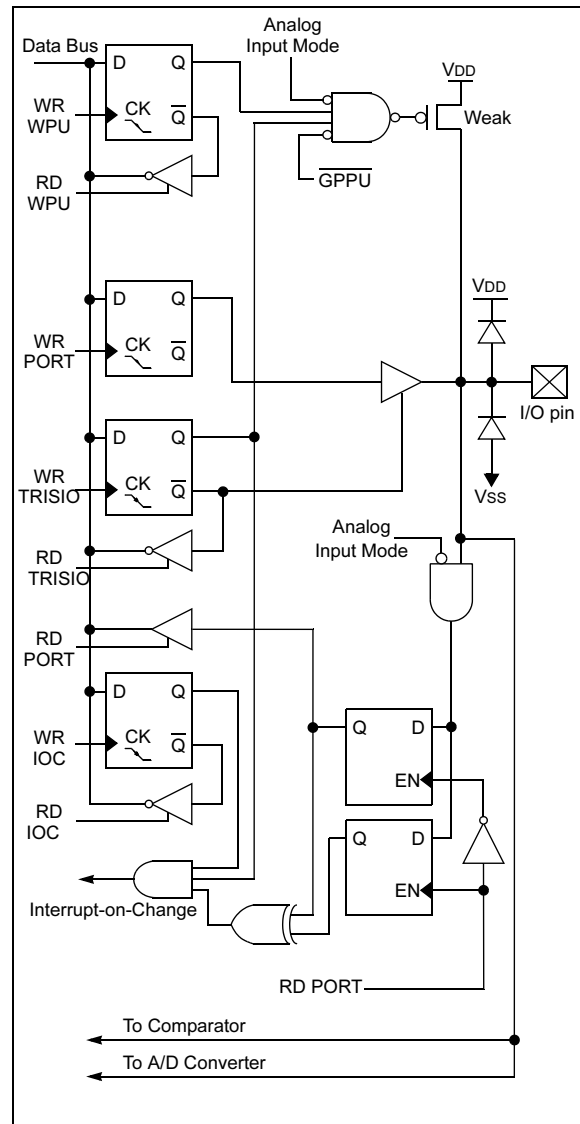 Analog
Input Mode
Data Bus
D Q
VDD
WR
WPU
CK
Q
Weak
RD
WPU
GPPU
D Q
VDD
WR
PORT
CK
Q
I/O pin
D Q
WR
TRISIO
CK
Q
VSS
Analog
Input Mode
RD
TRISIO
RD
PORT
D Q
Q D
WR
IOC
CK
Q
EN
RD
IOC
Q D
Interrupt-on-Change
EN
RD PORT
To Comparator
To A/D Converter